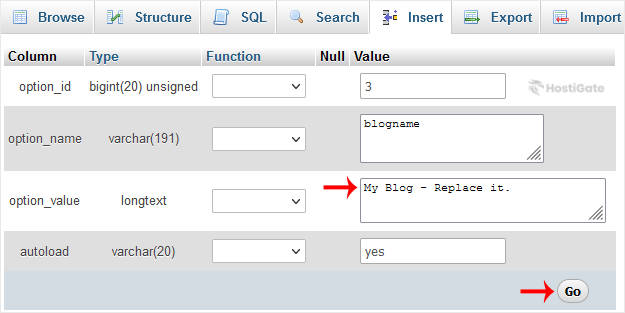 Browse Structure SQL Search Insert Export Import
Column Type Function Null Value
option_id bigint(20) unsigned 3
HostiGate
option_name varchar(191) blogname
option_value longtext My Blog - Replace it.
autoload varchar(20) yes
Go